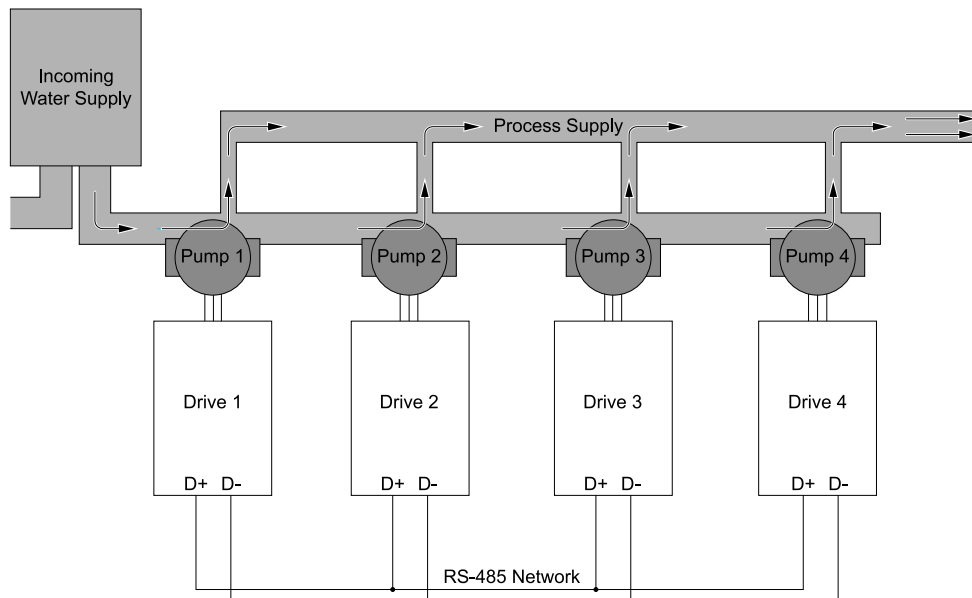 Incoming
Water Supply
Process Supply
Pump 1
Pump 2
Pump 3
Pump 4
Drive 1
Drive 2
Drive 3
Drive 4
D+ D-
D+ D-
D+ D-
D+ D-
RS-485 Network